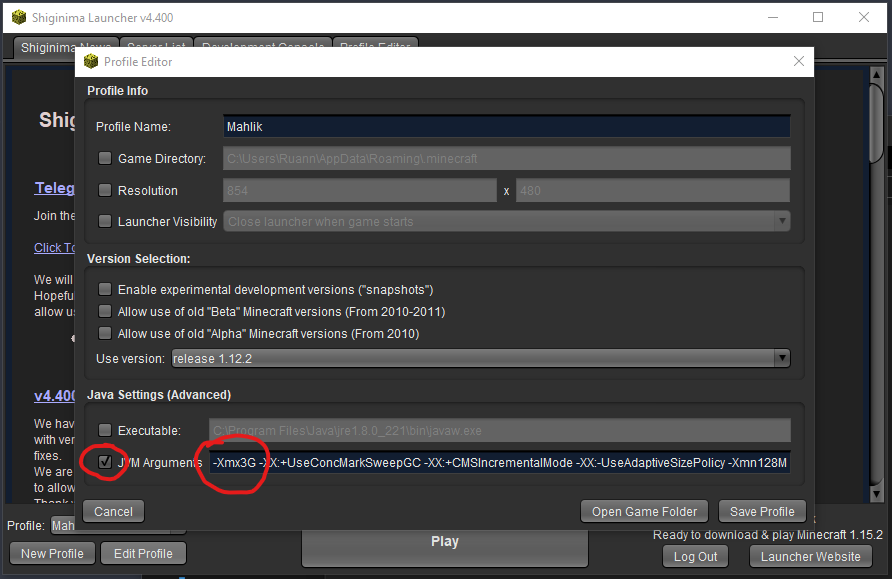 Shiginima Launcher v4.400
Shiginima News Server List Development Console Profile Editor
Profile Editor
Profile Info
Profile Name: Mahlik
Game Directory: C:\Users\Ruann\AppData\Roaming\.minecraft
Resolution 854 x 480
Launcher Visibility Close launcher when game starts
Version Selection:
Enable experimental development versions ("snapshots")
Allow use of old "Beta" Minecraft versions (From 2010-2011)
Allow use of old "Alpha" Minecraft versions (From 2010)
Use version: release 1.12.2
Java Settings (Advanced)
Executable: C:\Program Files\Java\jre1.8.0_221\bin\javaw.exe
JVM Arguments -Xmx3G -XX:+UseConcMarkSweepGC -XX:+CMSIncrementalMode -XX:-UseAdaptiveSizePolicy -Xmn128M
Cancel Open Game Folder Save Profile
Shig
Teleg
Join the
Click To
We will
Hopefu
allow us
v4.400
We hav
with ver
fixes.
We are
to allow
Profile: Mah
New Profile Edit Profile
Play
Ready to download & play Minecraft 1.15.2
Log Out Launcher Website